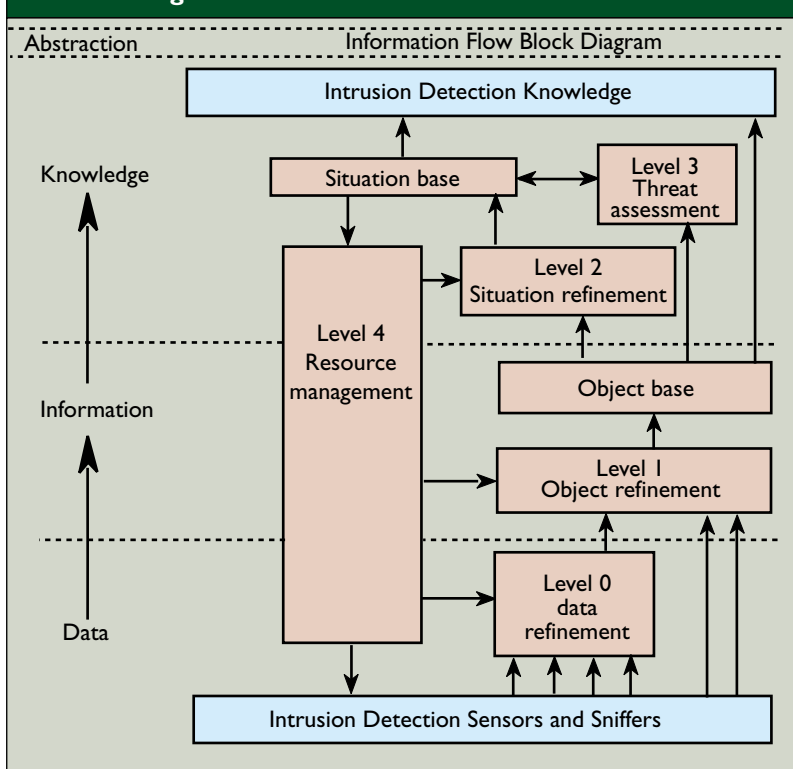 Abstraction
Information Flow Block Diagram
Intrusion Detection Knowledge
Knowledge
Situation base
Level 3
Threat
assessment
Level 2
Situation refinement
Level 4
Resource
management
Information
Object base
Level 1
Object refinement
Level 0
data
refinement
Data
Intrusion Detection Sensors and Sniffers